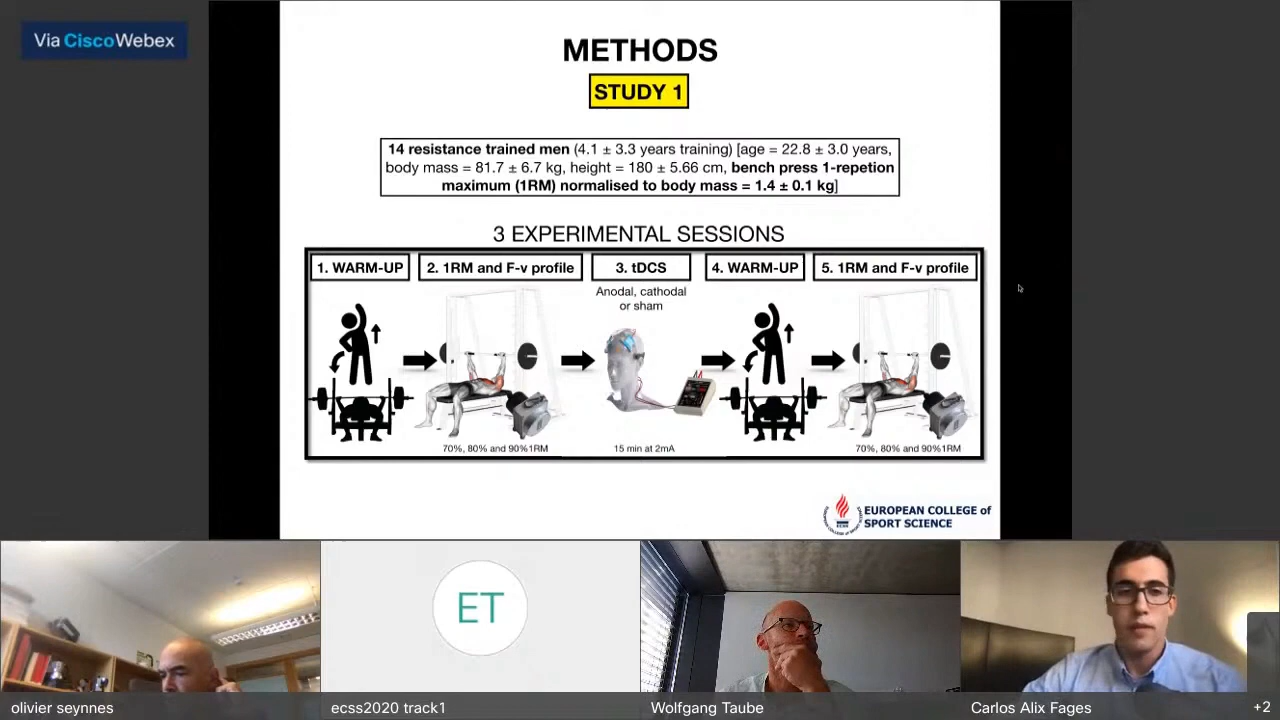 Via Cisco Webex
METHODS
STUDY 1
14 resistance trained men (4.1 ± 3.3 years training) [age = 22.8 ± 3.0 years,
body mass = 81.7 ± 6.7 kg, height = 180 ± 5.66 cm, bench press 1-repetion
maximum (1RM) normalised to body mass = 1.4 ± 0.1 kg]
3 EXPERIMENTAL SESSIONS
1. WARM-UP
2. 1RM and F-v profile
3. tDCS
4. WARM-UP
5. 1RM and F-v profile
Anodal, cathodal
or sham
70%, 80% and 90%1RM
15 min at 2mA
70%, 80% and 90%1RM
EUROPEAN COLLEGE of
SPORT SCIENCE
ET
olivier seynnes
ecss2020 track1
Wolfgang Taube
Carlos Alix Fages
+2